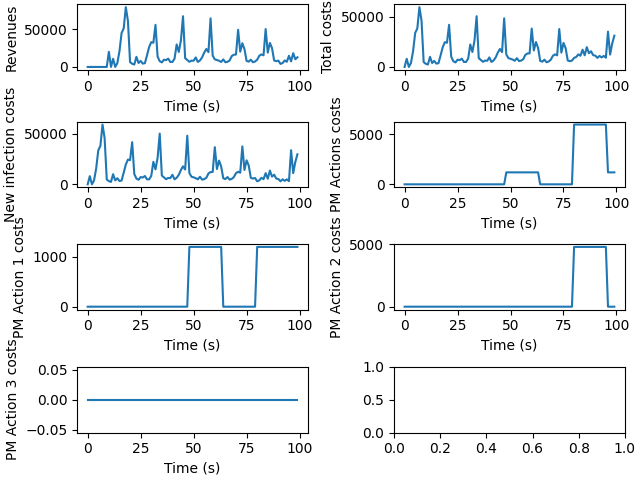 Revenues
50000
0
0 25 50 75 100
Time (s)
Total costs
50000
0
0 25 50 75 100
Time (s)
New infection costs
50000
0
0 25 50 75 100
Time (s)
PM Actions costs
5000
0
0 25 50 75 100
Time (s)
PM Action 1 costs
1000
0
0 25 50 75 100
Time (s)
PM Action 2 costs
5000
0
0 25 50 75 100
Time (s)
PM Action 3 costs
0.05
0.00
−0.05
0 25 50 75 100
Time (s)
1.0
0.5
0.0
0.0 0.2 0.4 0.6 0.8 1.0